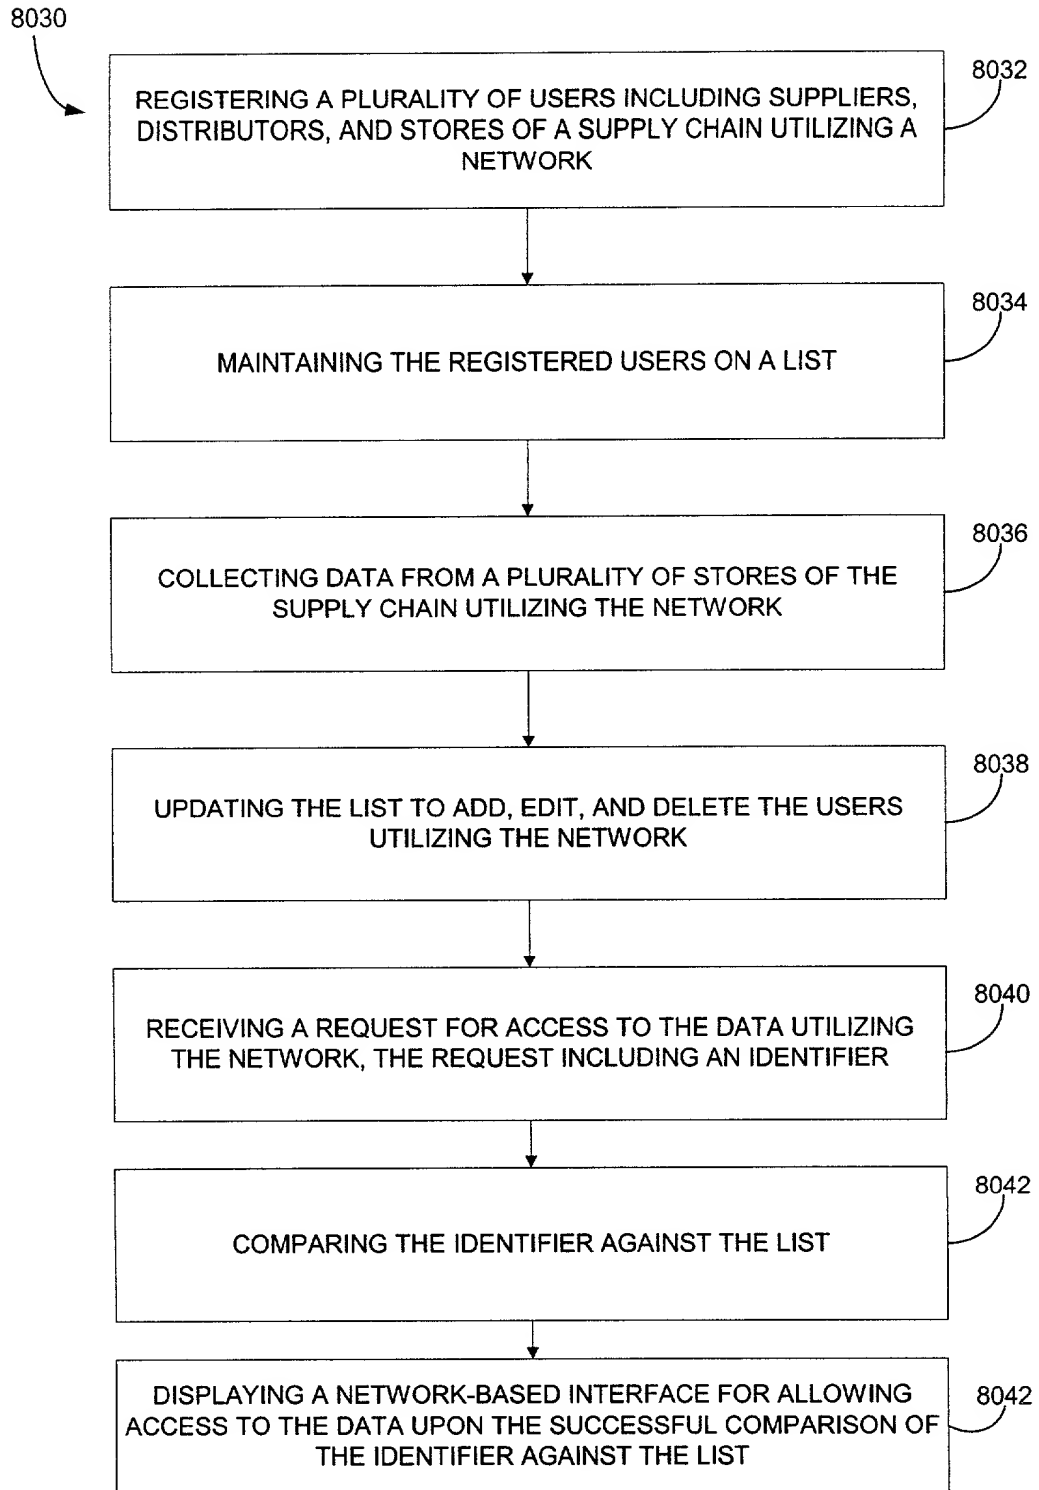 8030
8032
REGISTERING A PLURALITY OF USERS INCLUDING SUPPLIERS,
DISTRIBUTORS, AND STORES OF A SUPPLY CHAIN UTILIZING A
NETWORK
8034
MAINTAINING THE REGISTERED USERS ON A LIST
8036
COLLECTING DATA FROM A PLURALITY OF STORES OF THE
SUPPLY CHAIN UTILIZING THE NETWORK
8038
UPDATING THE LIST TO ADD, EDIT, AND DELETE THE USERS
UTILIZING THE NETWORK
8040
RECEIVING A REQUEST FOR ACCESS TO THE DATA UTILIZING
THE NETWORK, THE REQUEST INCLUDING AN IDENTIFIER
8042
COMPARING THE IDENTIFIER AGAINST THE LIST
8042
DISPLAYING A NETWORK-BASED INTERFACE FOR ALLOWING
ACCESS TO THE DATA UPON THE SUCCESSFUL COMPARISON OF
THE IDENTIFIER AGAINST THE LIST